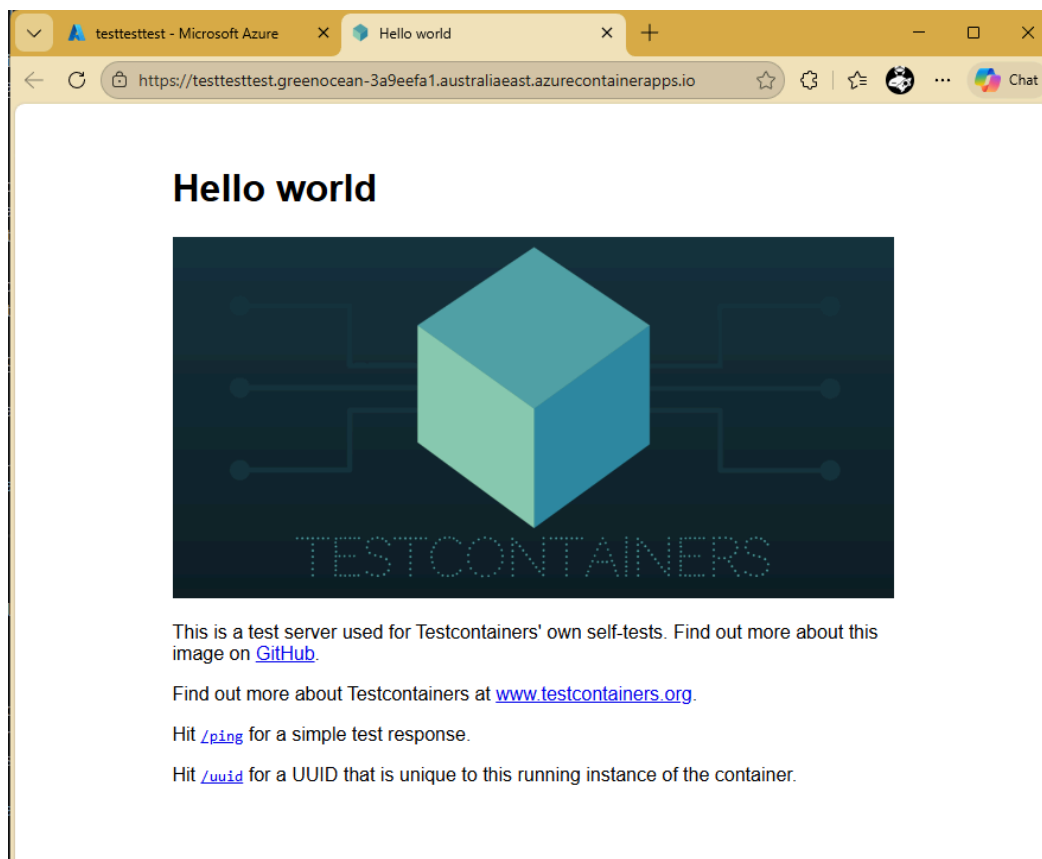 testtesttest - Microsoft Azure
Hello world
https://testtesttest.greenocean-3a9eefa1.australiaeast.azurecontainerapps.io
Chat
Hello world
TESTCONTAINERS
This is a test server used for Testcontainers' own self-tests. Find out more about this
image on GitHub.
Find out more about Testcontainers at www.testcontainers.org.
Hit /ping for a simple test response.
Hit /uuid for a UUID that is unique to this running instance of the container.